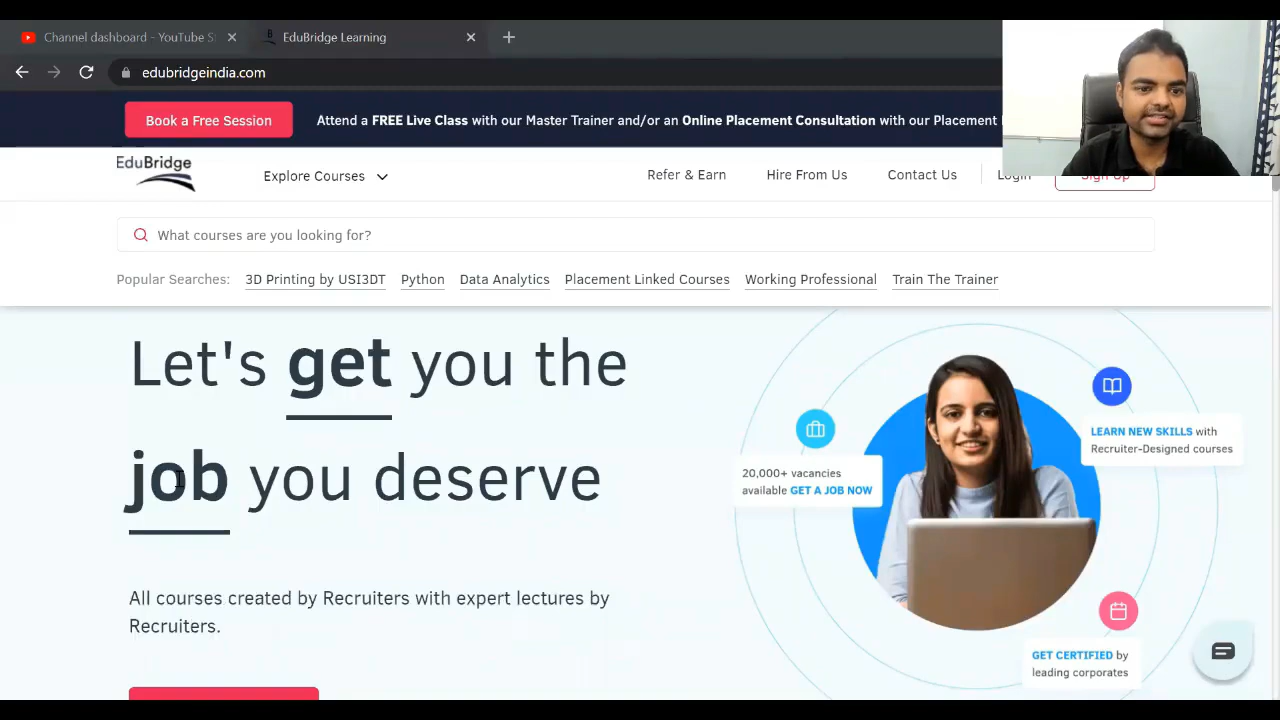 Channel dashboard - YouTube S
EduBridge Learning
edubridgeindia.com
Book a Free Session
Attend a FREE Live Class with our Master Trainer and/or an Online Placement Consultation with our Placement
EduBridge
Explore Courses
Refer & Earn
Hire From Us
Contact Us
Login
Sign Up
What courses are you looking for?
Popular Searches: 3D Printing by USI3DT Python Data Analytics Placement Linked Courses Working Professional Train The Trainer
Let's get you the
job you deserve
All courses created by Recruiters with expert lectures by
Recruiters.
20,000+ vacancies
available GET A JOB NOW
LEARN NEW SKILLS with
Recruiter-Designed courses
GET CERTIFIED by
leading corporates